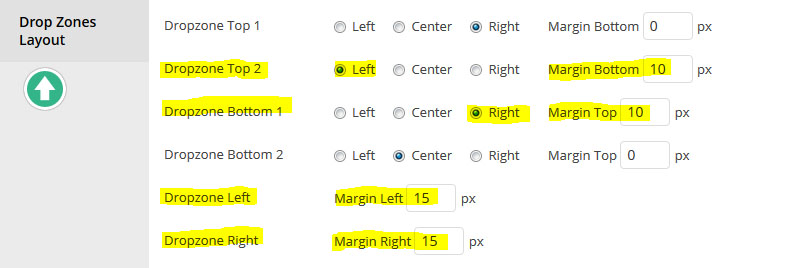 Drop Zones
Layout
Dropzone Top 1 Left Center Right Margin Bottom 0 px
Dropzone Top 2 Left Center Right Margin Bottom 10 px
Dropzone Bottom 1 Left Center Right Margin Top 10 px
Dropzone Bottom 2 Left Center Right Margin Top 0 px
Dropzone Left Margin Left 15 px
Dropzone Right Margin Right 15 px